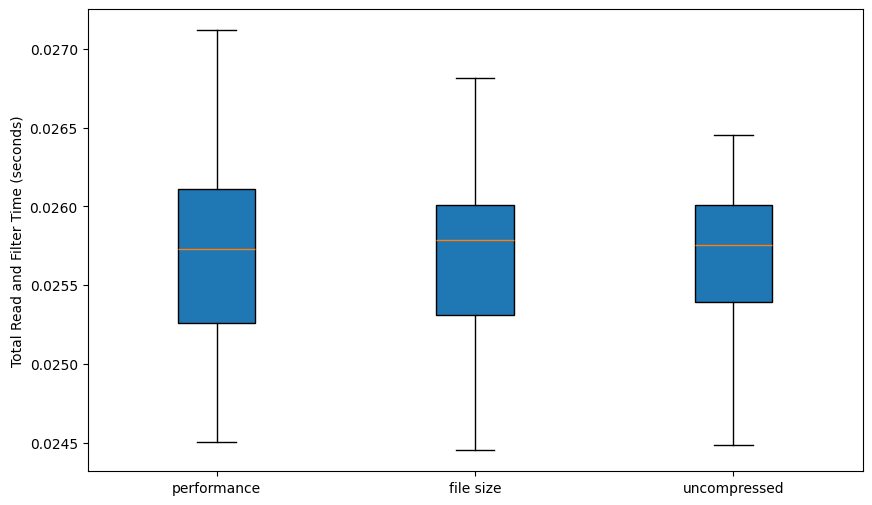 Total Read and Filter Time (seconds)
0.0270
0.0265
0.0260
0.0255
0.0250
0.0245
performance
file size
uncompressed